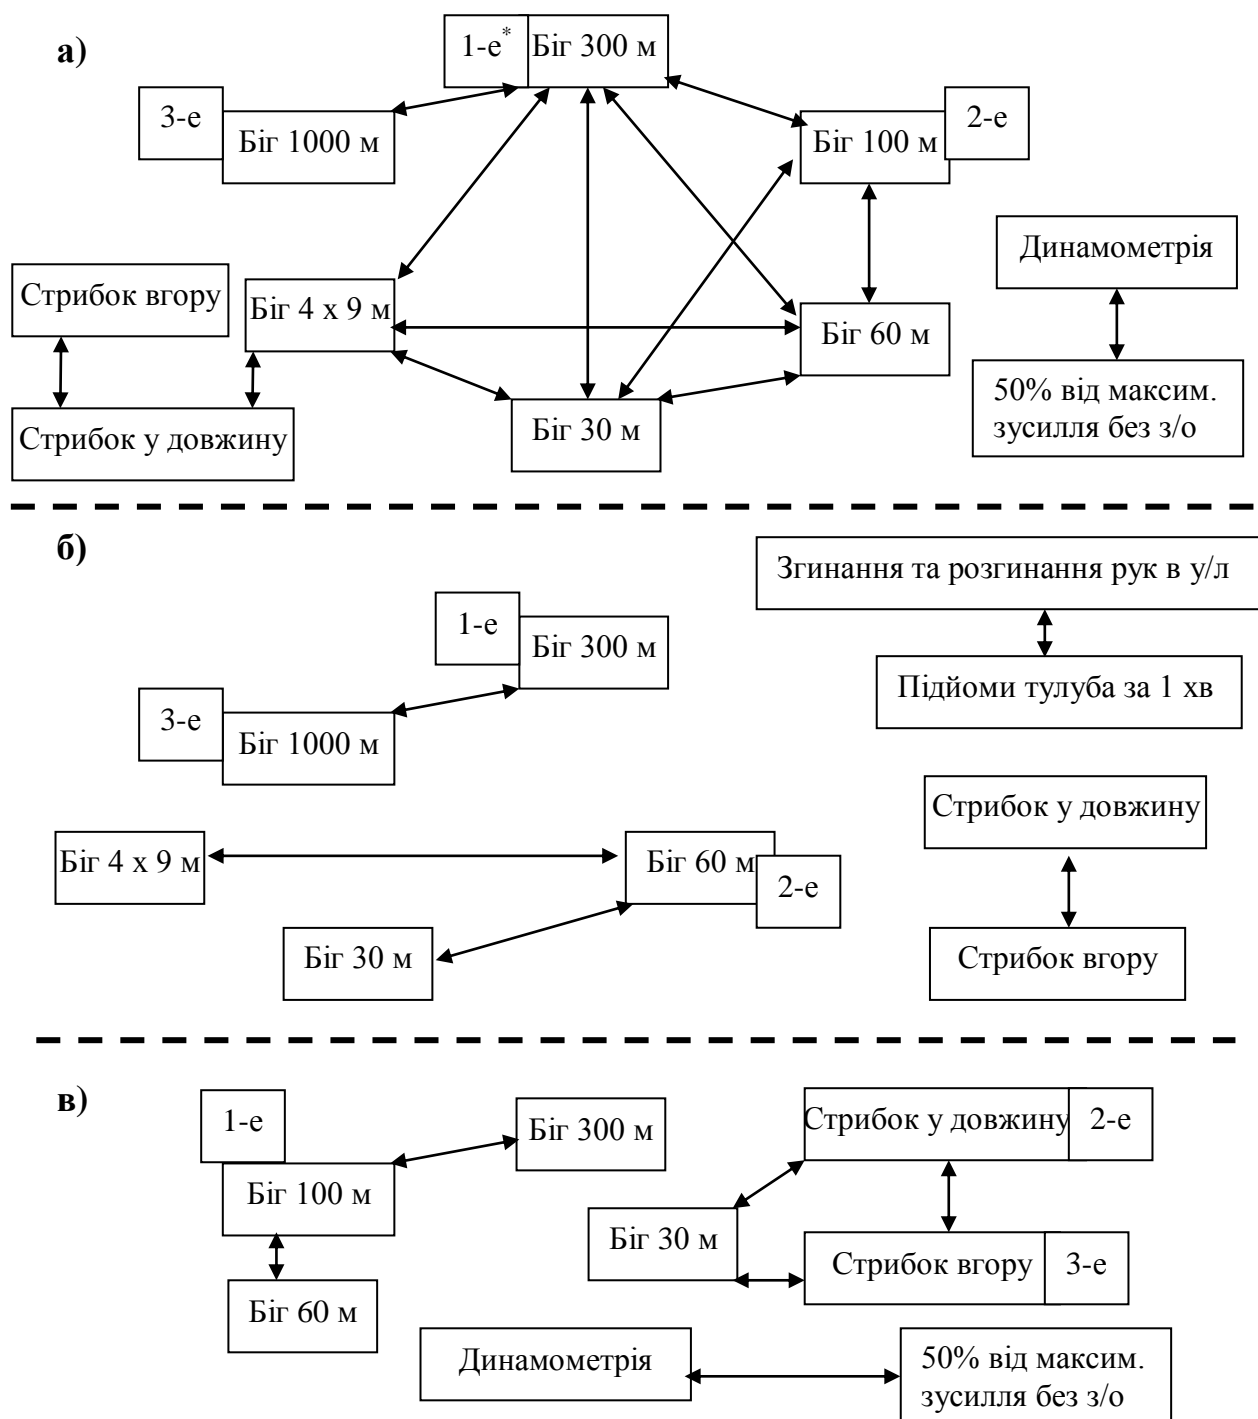 а)
1-е*
Біг 300 м
3-е
Біг 1000 м
Біг 100 м
2-е
Динамометрія
Стрибок вгору
Біг 4 х 9 м
Біг 60 м
50% від максим.
зусилля без з/о
Стрибок у довжину
Біг 30 м
б)
Згинання та розгинання рук в у/л
1-е
Біг 300 м
Підйоми тулуба за 1 хв
3-е
Біг 1000 м
Стрибок у довжину
Біг 4 х 9 м
Біг 60 м
2-е
Біг 30 м
Стрибок вгору
в)
1-е
Біг 300 м
Стрибок у довжину
2-е
Біг 100 м
Біг 30 м
Стрибок вгору
3-е
Біг 60 м
Динамометрія
50% від максим.
зусилля без з/о